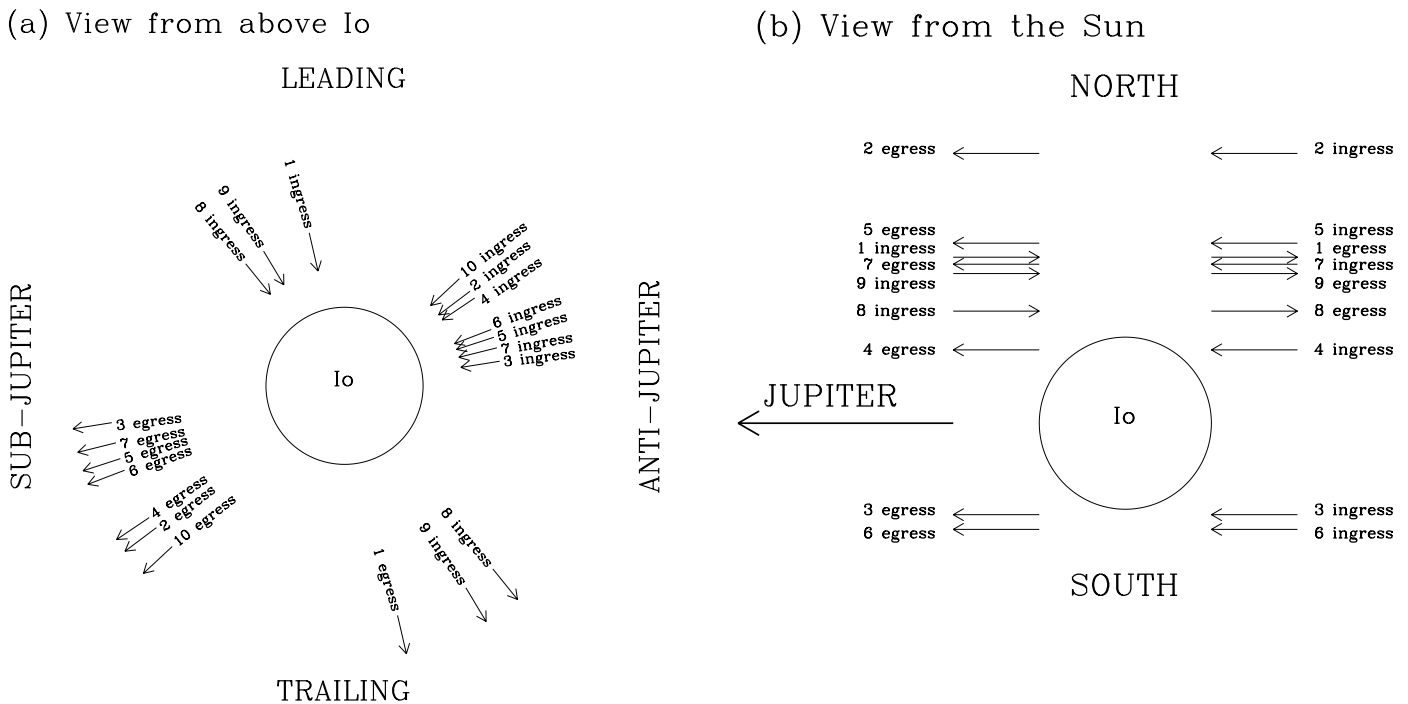 (a) View from above Io
LEADING
1 ingress
9 ingress
8 ingress
10 ingress
2 ingress
4 ingress
6 ingress
5 ingress
7 ingress
3 ingress
SUB-JUPITER
Io
ANTI-JUPITER
3 egress
7 egress
5 egress
6 egress
4 egress
2 egress
10 egress
8 ingress
9 ingress
1 egress
TRAILING
(b) View from the Sun
NORTH
2 egress
2 ingress
5 egress
5 ingress
1 ingress
1 egress
7 egress
7 ingress
9 ingress
9 egress
8 ingress
8 egress
4 egress
4 ingress
JUPITER
Io
3 egress
3 ingress
6 egress
6 ingress
SOUTH